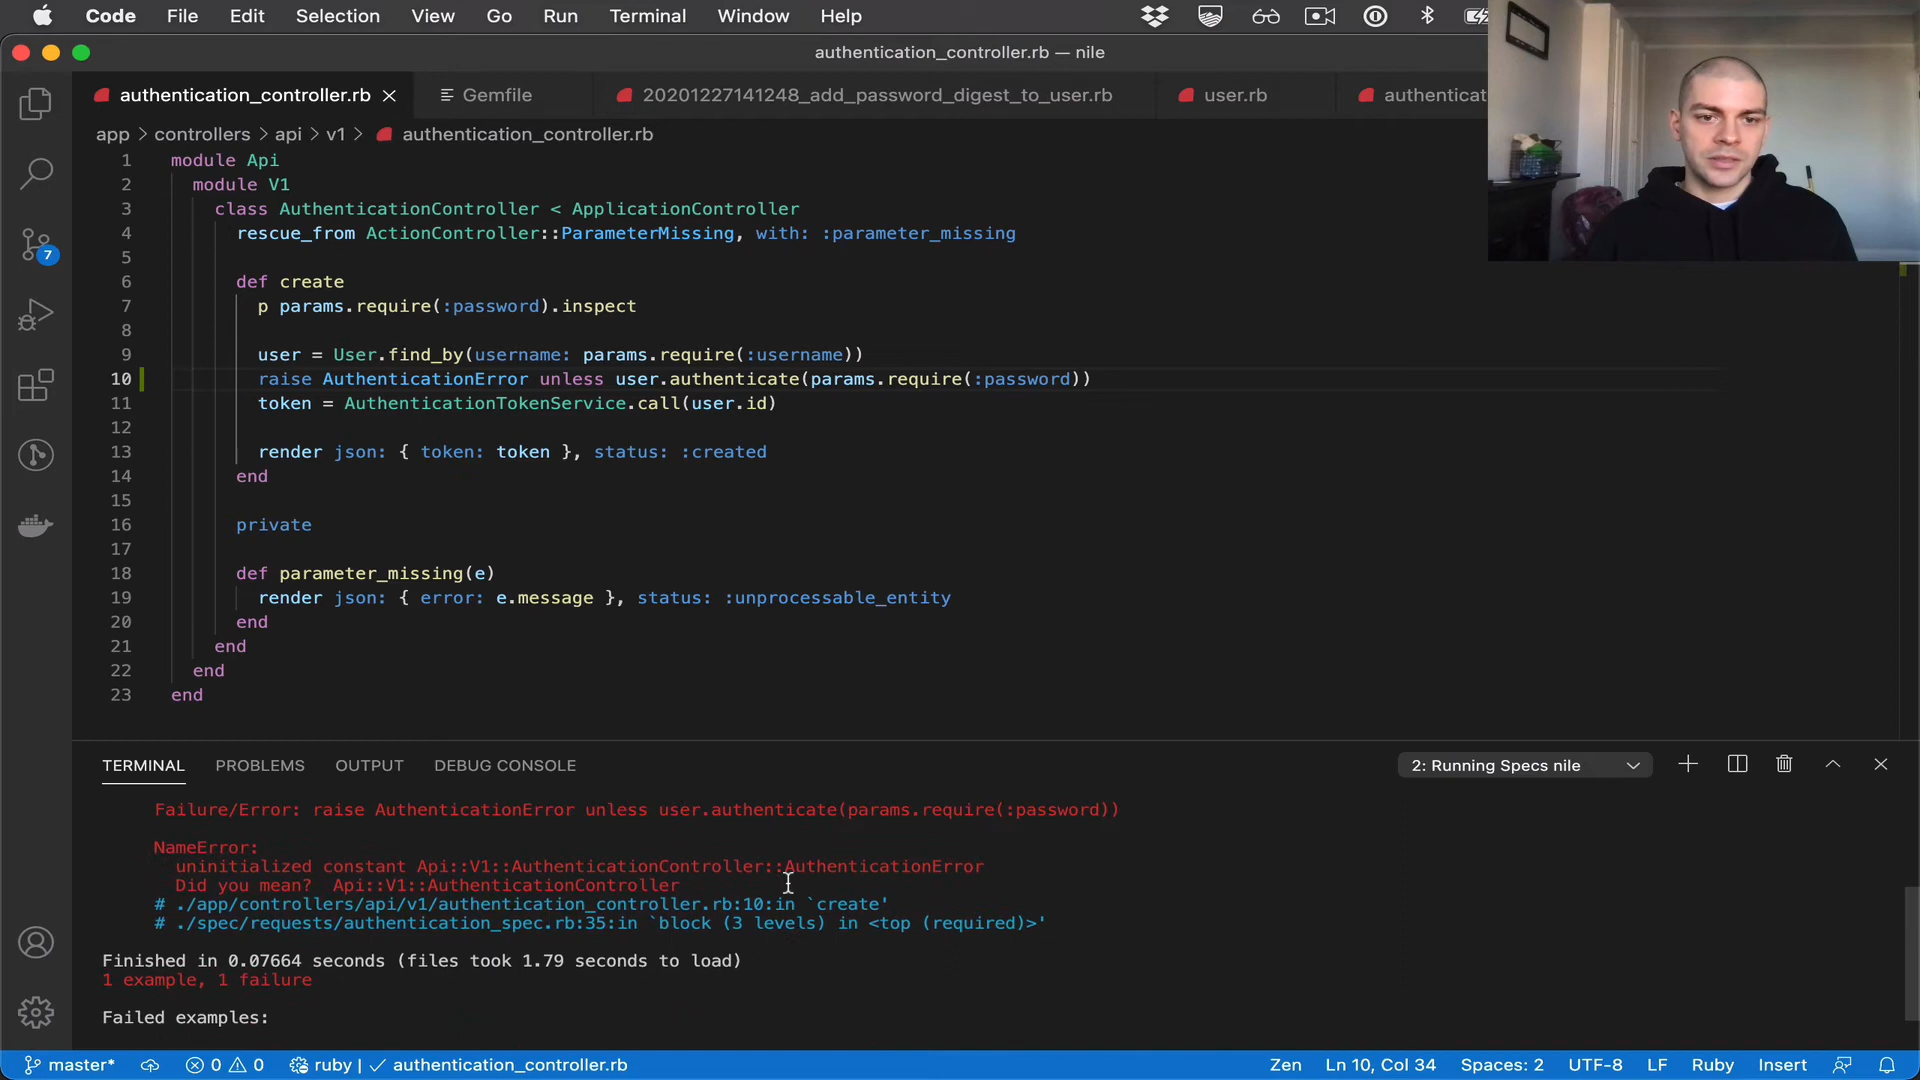 Code File Edit Selection View Go Run Terminal Window Help
authentication_controller.rb — nile
authentication_controller.rb Gemfile 20201227141248_add_password_digest_to_user.rb user.rb authenticat
app > controllers > api > v1 > authentication_controller.rb
1 module Api
2 module V1
3 class AuthenticationController < ApplicationController
4 rescue_from ActionController::ParameterMissing, with: :parameter_missing
5
6 def create
7 p params.require(:password).inspect
8
9 user = User.find_by(username: params.require(:username))
10 raise AuthenticationError unless user.authenticate(params.require(:password))
11 token = AuthenticationTokenService.call(user.id)
12
13 render json: { token: token }, status: :created
14 end
15
16 private
17
18 def parameter_missing(e)
19 render json: { error: e.message }, status: :unprocessable_entity
20 end
21 end
22 end
23 end
7
TERMINAL PROBLEMS OUTPUT DEBUG CONSOLE 2: Running Specs nile
Failure/Error: raise AuthenticationError unless user.authenticate(params.require(:password))
NameError:
uninitialized constant Api::V1::AuthenticationController::AuthenticationError
Did you mean? Api::V1::AuthenticationController
# ./app/controllers/api/v1/authentication_controller.rb:10:in `create'
# ./spec/requests/authentication_spec.rb:35:in `block (3 levels) in <top (required)>'
Finished in 0.07664 seconds (files took 1.79 seconds to load)
1 example, 1 failure
Failed examples:
master* 0 0 ruby | ✓ authentication_controller.rb Zen Ln 10, Col 34 Spaces: 2 UTF-8 LF Ruby Insert